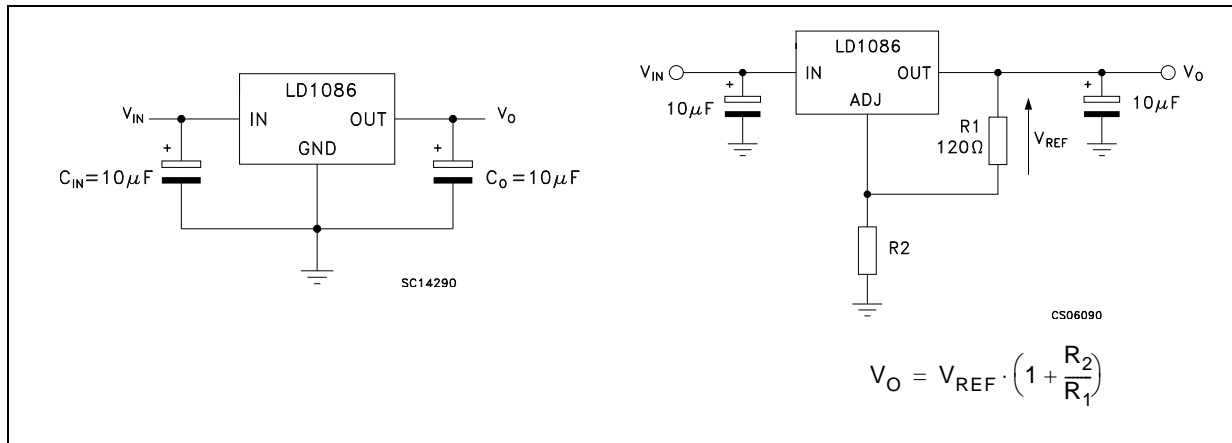 LD1086
V_IN
IN
OUT
GND
V_O
+
+
C_IN=10μF
C_O=10μF
SC14290
LD1086
V_IN
IN
OUT
ADJ
V_O
+
10μF
R1
120Ω
V_REF
+
10μF
R2
CS06090
V_O = V_REF · (1 + R_2/R_1)